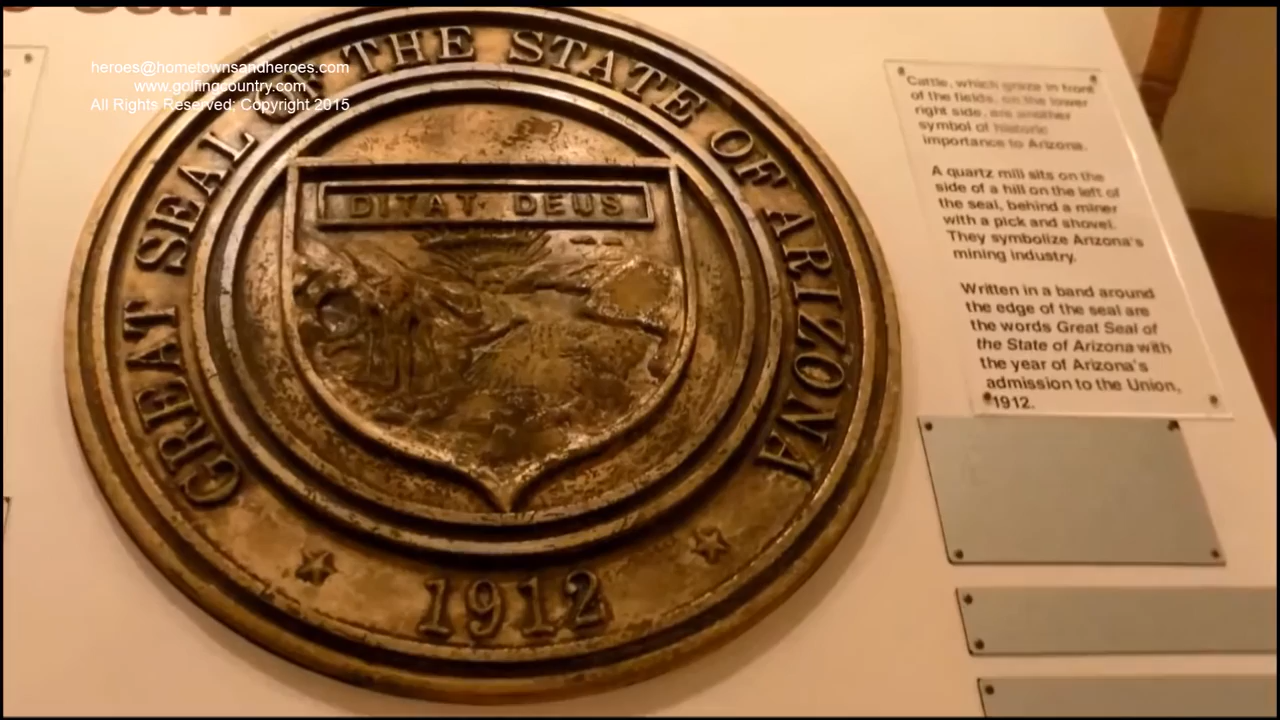 Seal
heroes@hometownsandheroes.com
www.golfingcountry.com
All Rights Reserved; Copyright 2015
GREAT SEAL OF THE STATE OF ARIZONA
DITAT DEUS
1912
Cattle, which graze in front
of the fields, on the lower
right side, are another
symbol of historic
importance to Arizona.
A quartz mill sits on the
side of a hill on the left of
the seal, behind a miner
with a pick and shovel.
They symbolize Arizona's
mining industry.
Written in a band around
the edge of the seal are
the words Great Seal of
the State of Arizona with
the year of Arizona's
admission to the Union,
1912.